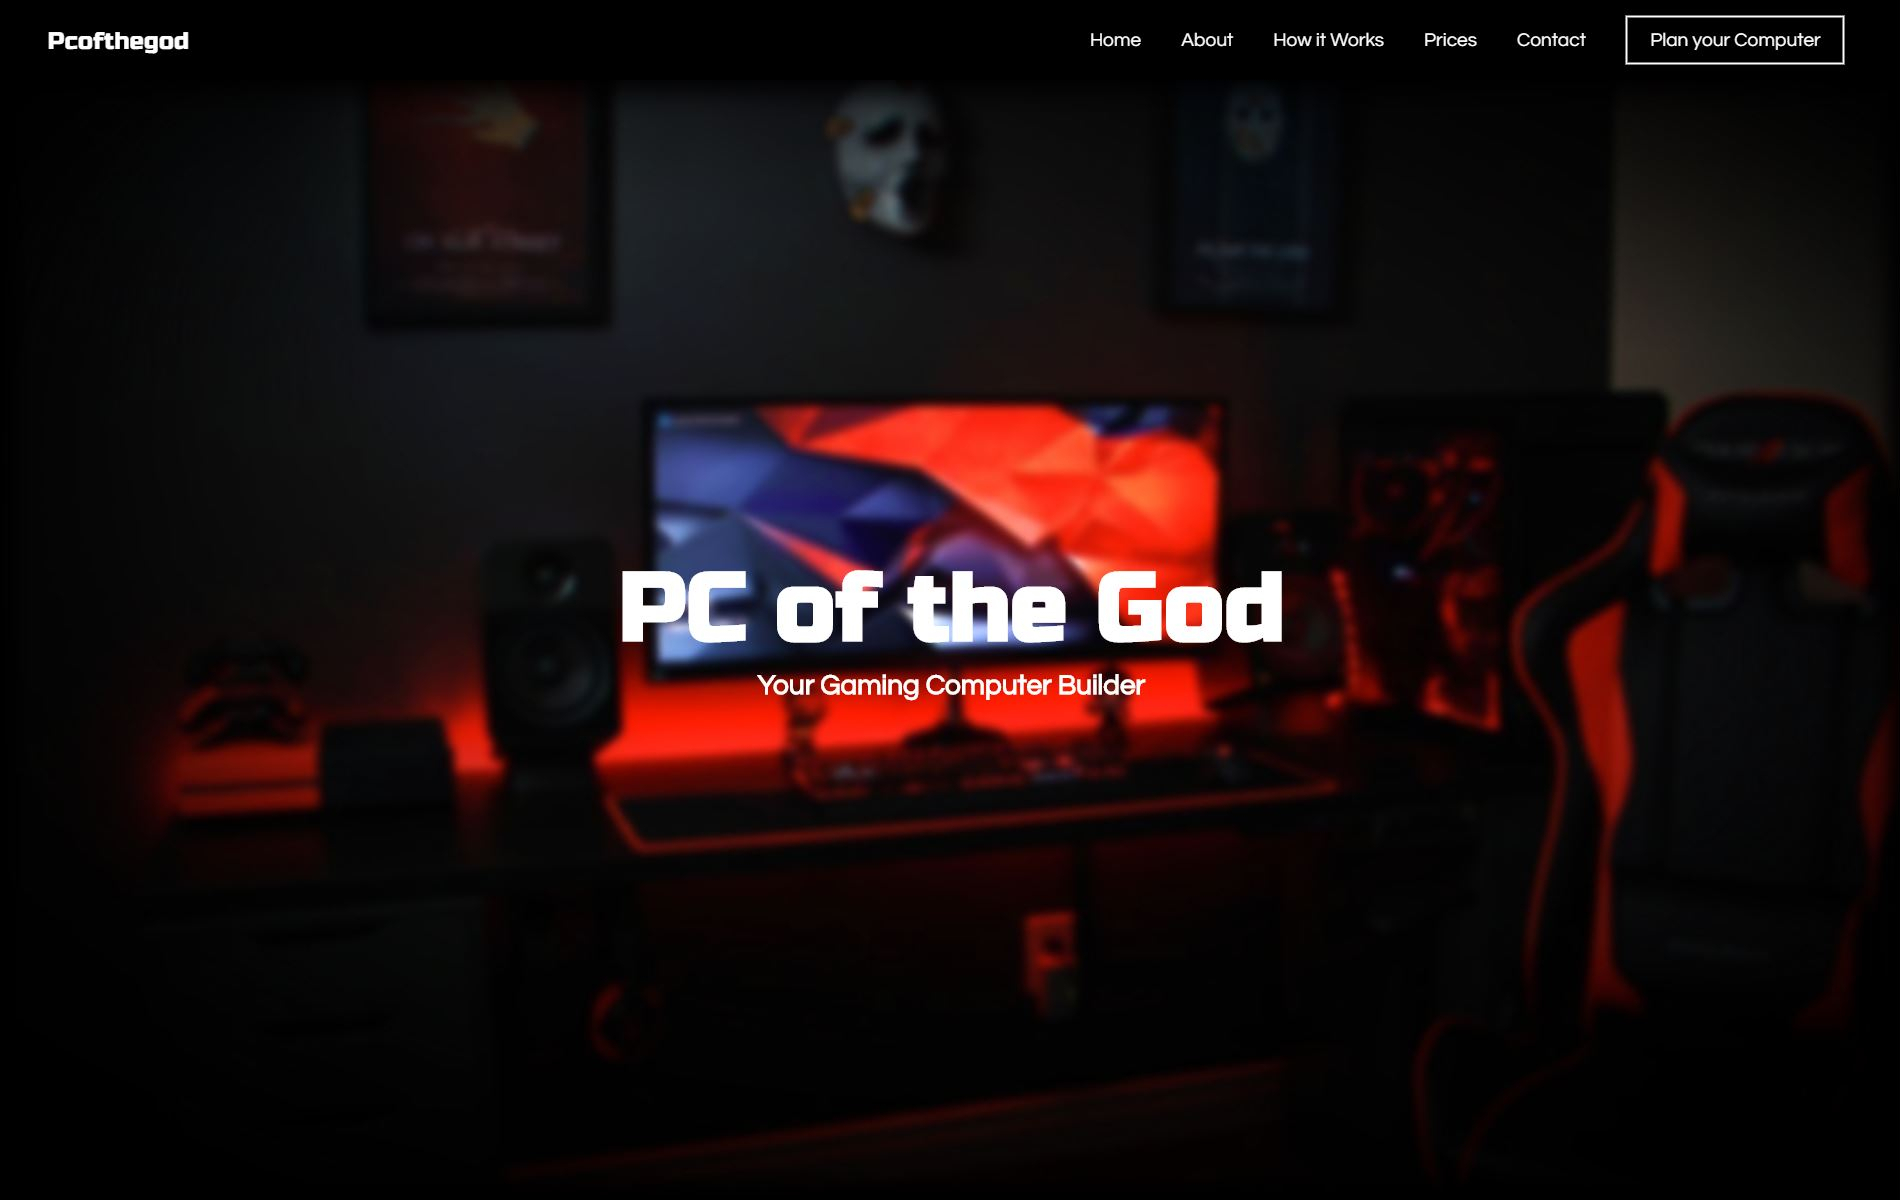 Pcofthegod
Home
About
How it Works
Prices
Contact
Plan your Computer
PC of the God
Your Gaming Computer Builder